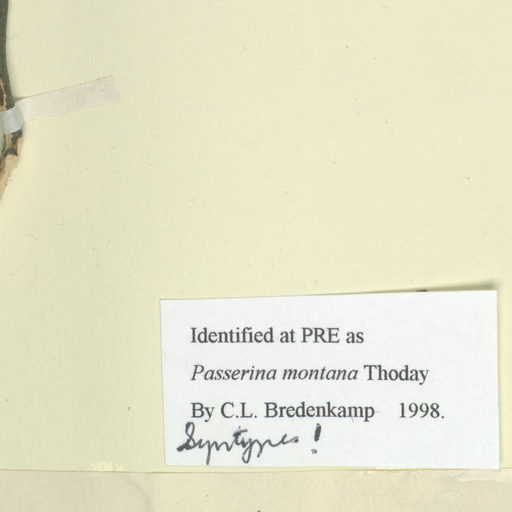 Identified at PRE as
Passerina montana Thoday
By C.L. Bredenkamp 1998.
Syntypes!